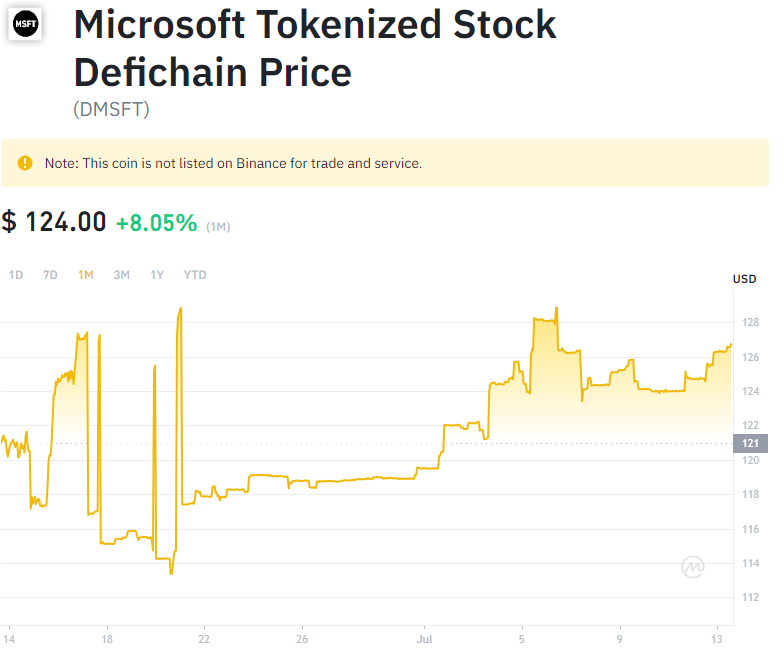 MSFT
Microsoft Tokenized Stock
Defichain Price
(DMSFT)
Note: This coin is not listed on Binance for trade and service.
$ 124.00 +8.05% (1M)
1D 7D 1M 3M 1Y YTD
USD
128
126
124
122
121
120
118
116
114
112
14 18 22 26 Jul 5 9 13